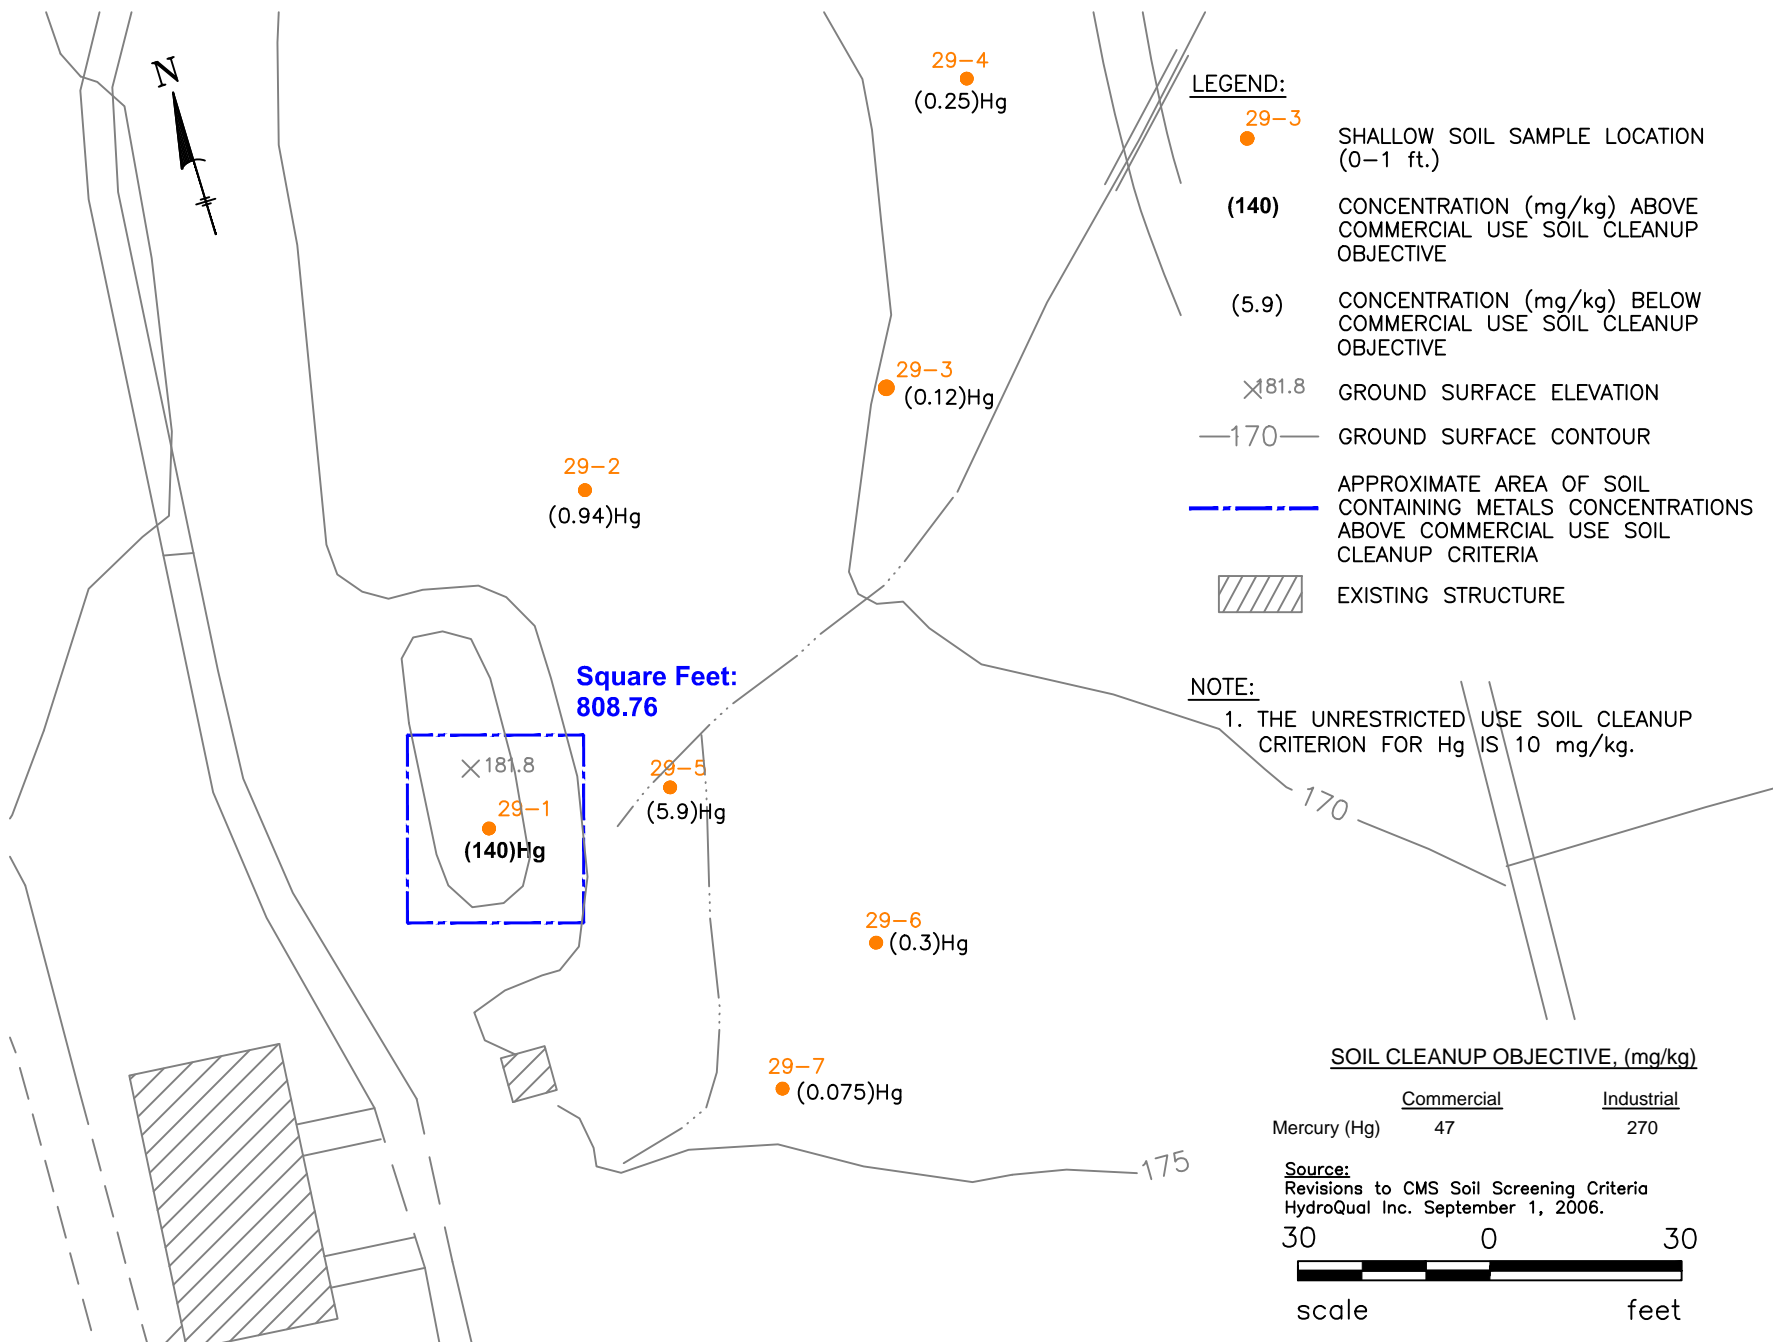 N
29-4
(0.25)Hg
29-3
(0.12)Hg
29-2
(0.94)Hg
Square Feet:
808.76
181.8
29-1
(140)Hg
29-5
(5.9)Hg
29-6
(0.3)Hg
29-7
(0.075)Hg
170
175
LEGEND:
29-3
SHALLOW SOIL SAMPLE LOCATION
(0-1 ft.)
(140)
CONCENTRATION (mg/kg) ABOVE
COMMERCIAL USE SOIL CLEANUP
OBJECTIVE
(5.9)
CONCENTRATION (mg/kg) BELOW
COMMERCIAL USE SOIL CLEANUP
OBJECTIVE
181.8
GROUND SURFACE ELEVATION
170
GROUND SURFACE CONTOUR
APPROXIMATE AREA OF SOIL
CONTAINING METALS CONCENTRATIONS
ABOVE COMMERCIAL USE SOIL
CLEANUP CRITERIA
EXISTING STRUCTURE
NOTE:
1. THE UNRESTRICTED USE SOIL CLEANUP
CRITERION FOR Hg IS 10 mg/kg.
SOIL CLEANUP OBJECTIVE, (mg/kg)
Commercial Industrial
Mercury (Hg) 47 270
Source:
Revisions to CMS Soil Screening Criteria
HydroQual Inc. September 1, 2006.
30 0 30
scale feet